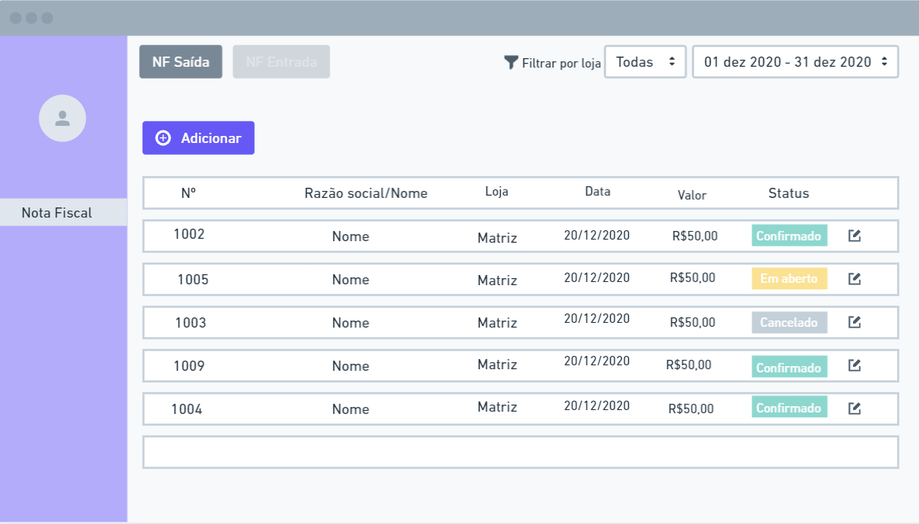 NF Saída NF Entrada Filtrar por loja Todas 01 dez 2020 - 31 dez 2020
Adicionar
Nota Fiscal
Nº Razão social/Nome Loja Data Valor Status
1002 Nome Matriz 20/12/2020 R$50,00 Confirmado
1005 Nome Matriz 20/12/2020 R$50,00 Em aberto
1003 Nome Matriz 20/12/2020 R$50,00 Cancelado
1009 Nome Matriz 20/12/2020 R$50,00 Confirmado
1004 Nome Matriz 20/12/2020 R$50,00 Confirmado